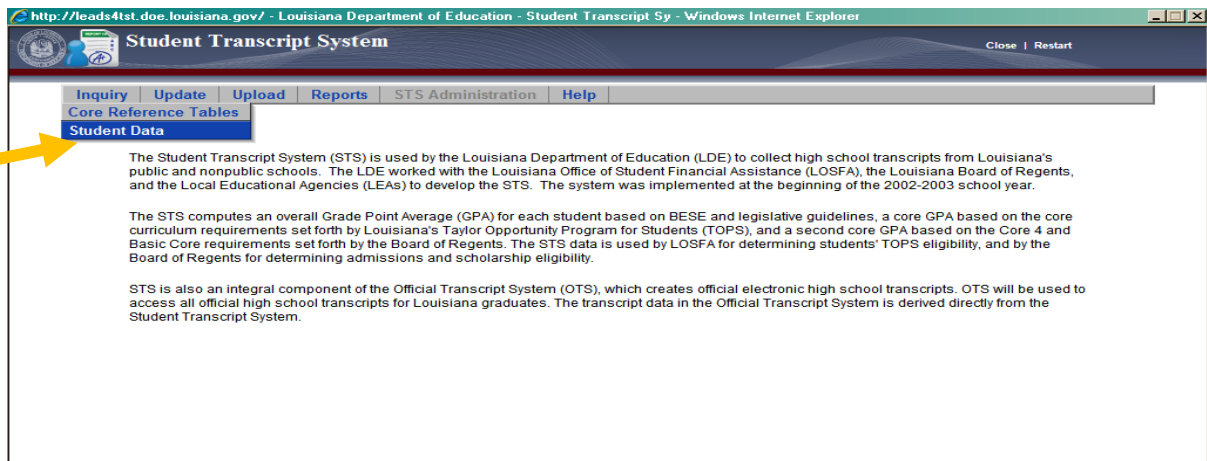 http://leads4tst.doe.louisiana.gov/ - Louisiana Department of Education - Student Transcript Sy - Windows Internet Explorer
Student Transcript System
Close | Restart
Inquiry | Update | Upload | Reports | STS Administration | Help
Core Reference Tables
Student Data
The Student Transcript System (STS) is used by the Louisiana Department of Education (LDE) to collect high school transcripts from Louisiana's
public and nonpublic schools. The LDE worked with the Louisiana Office of Student Financial Assistance (LOSFA), the Louisiana Board of Regents,
and the Local Educational Agencies (LEAs) to develop the STS. The system was implemented at the beginning of the 2002-2003 school year.
The STS computes an overall Grade Point Average (GPA) for each student based on BESE and legislative guidelines, a core GPA based on the core
curriculum requirements set forth by Louisiana's Taylor Opportunity Program for Students (TOPS), and a second core GPA based on the Core 4 and
Basic Core requirements set forth by the Board of Regents. The STS data is used by LOSFA for determining students' TOPS eligibility, and by the
Board of Regents for determining admissions and scholarship eligibility.
STS is also an integral component of the Official Transcript System (OTS), which creates official electronic high school transcripts. OTS will be used to
access all official high school transcripts for Louisiana graduates. The transcript data in the Official Transcript System is derived directly from the
Student Transcript System.